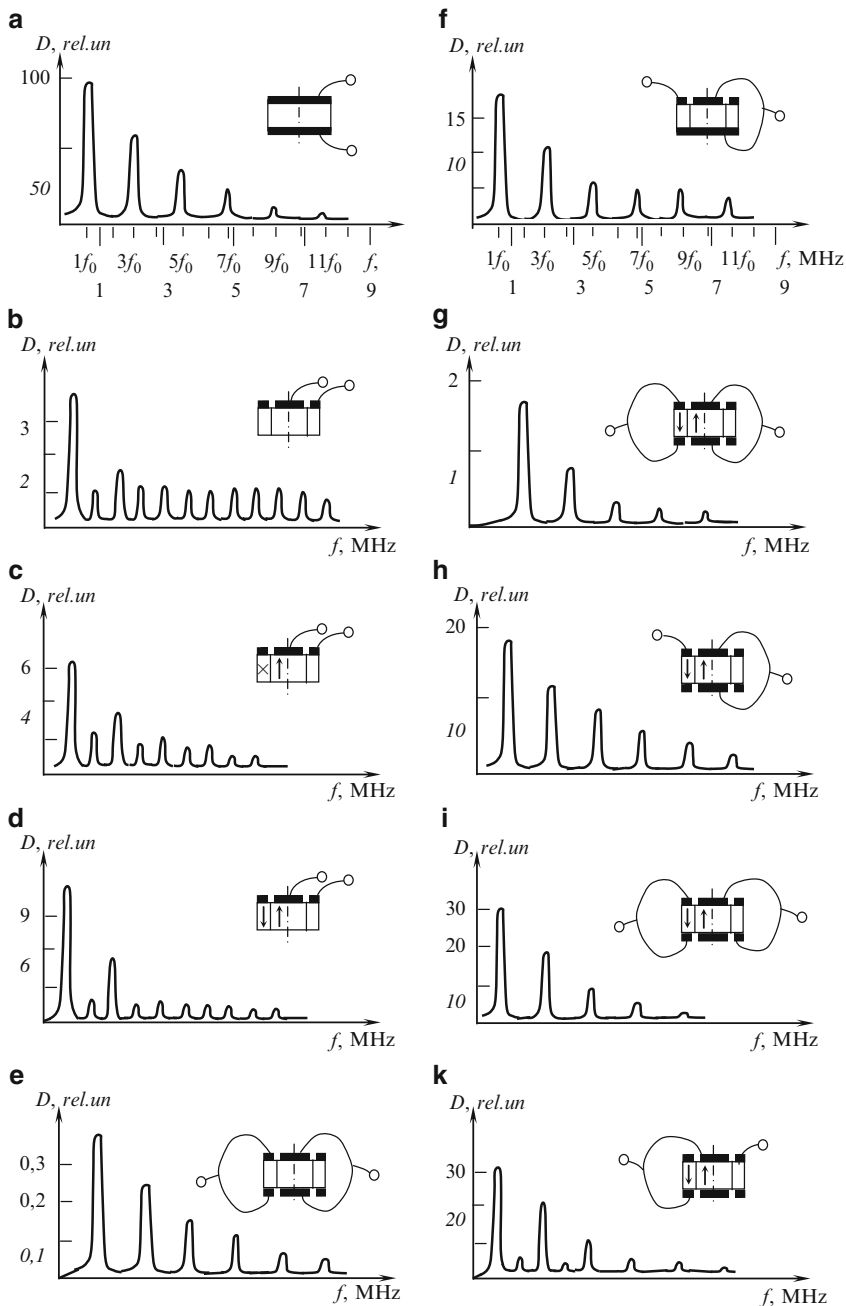 a
D, rel.un
100
50
1f₀ 3f₀ 5f₀ 7f₀ 9f₀ 11f₀ f,
1 3 5 7 9
b
D, rel.un
3
2
f, MHz
c
D, rel.un
6
4
f, MHz
d
D, rel.un
9
6
f, MHz
e
D, rel.un
0,3
0,2
0,1
f, MHz
f
D, rel.un
15
10
1f₀ 3f₀ 5f₀ 7f₀ 9f₀ 11f₀ f, MHz
1 3 5 7 9
g
D, rel.un
2
1
f, MHz
h
D, rel.un
20
10
f, MHz
i
D, rel.un
30
20
10
f, MHz
k
D, rel.un
30
20
f, MHz